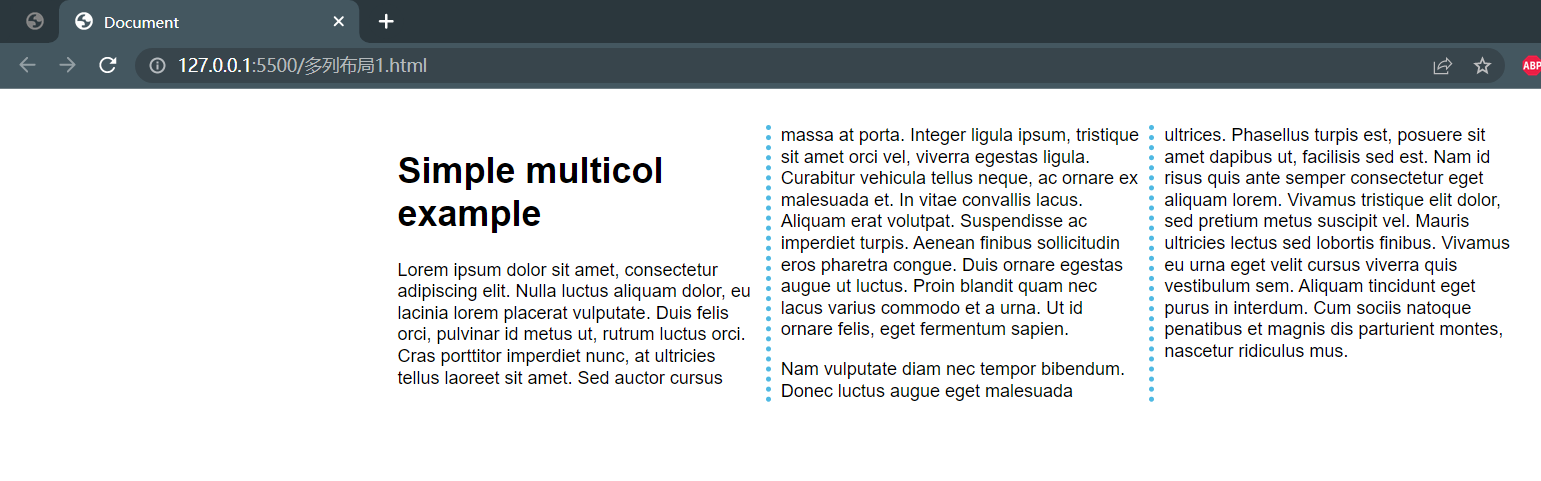 Document
127.0.0.1:5500/多列布局1.html
ABP
Simple multicol
example
Lorem ipsum dolor sit amet, consectetur
adipiscing elit. Nulla luctus aliquam dolor, eu
lacinia lorem placerat vulputate. Duis felis
orci, pulvinar id metus ut, rutrum luctus orci.
Cras porttitor imperdiet nunc, at ultricies
tellus laoreet sit amet. Sed auctor cursus
massa at porta. Integer ligula ipsum, tristique
sit amet orci vel, viverra egestas ligula.
Curabitur vehicula tellus neque, ac ornare ex
malesuada et. In vitae convallis lacus.
Aliquam erat volutpat. Suspendisse ac
imperdiet turpis. Aenean finibus sollicitudin
eros pharetra congue. Duis ornare egestas
augue ut luctus. Proin blandit quam nec
lacus varius commodo et a urna. Ut id
ornare felis, eget fermentum sapien.
Nam vulputate diam nec tempor bibendum.
Donec luctus augue eget malesuada
ultrices. Phasellus turpis est, posuere sit
amet dapibus ut, facilisis sed est. Nam id
risus quis ante semper consectetur eget
aliquam lorem. Vivamus tristique elit dolor,
sed pretium metus suscipit vel. Mauris
ultricies lectus sed lobortis finibus. Vivamus
eu urna eget velit cursus viverra quis
vestibulum sem. Aliquam tincidunt eget
purus in interdum. Cum sociis natoque
penatibus et magnis dis parturient montes,
nascetur ridiculus mus.